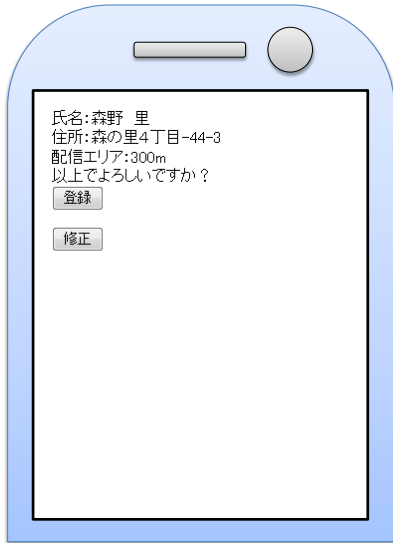 氏名:森野　里
住所:森の里４丁目-44-3
配信エリア:300m
以上でよろしいですか？
登録
修正